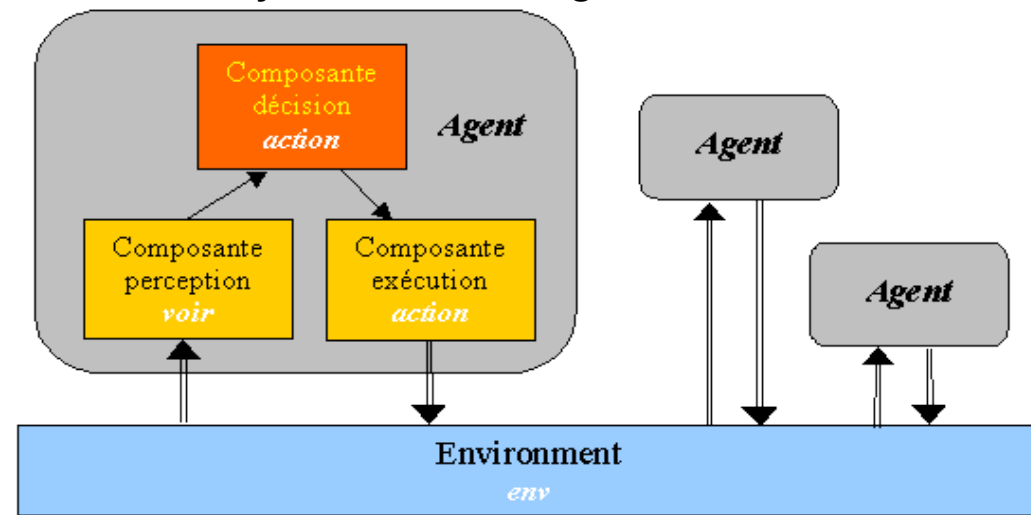 Composante
décision
action
Agent
Composante
perception
voir
Composante
exécution
action
Agent
Agent
Environment
env